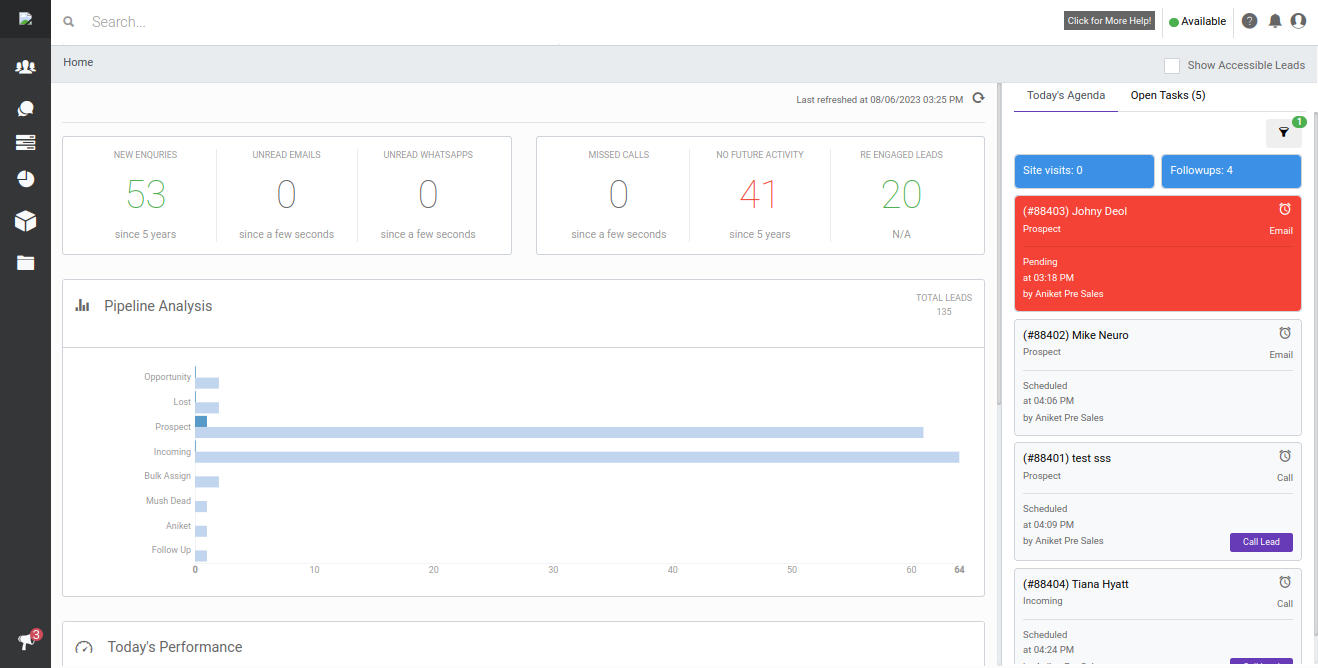 Search...
Click for More Help!
Available
?
Home
Show Accessible Leads
Last refreshed at 08/06/2023 03:25 PM
NEW ENQURIES
53
since 5 years
UNREAD EMAILS
0
since a few seconds
UNREAD WHATSAPPS
0
since a few seconds
MISSED CALLS
0
since a few seconds
NO FUTURE ACTIVITY
41
since 5 years
RE ENGAGED LEADS
20
N/A
Pipeline Analysis
TOTAL LEADS
135
Opportunity
Lost
Prospect
Incoming
Bulk Assign
Mush Dead
Aniket
Follow Up
0 10 20 30 40 50 60 64
Today's Performance
3
Today's Agenda
Open Tasks (5)
1
Site visits: 0
Followups: 4
(#88403) Johny Deol
Prospect
Email
Pending
at 03:18 PM
by Aniket Pre Sales
(#88402) Mike Neuro
Prospect
Email
Scheduled
at 04:06 PM
by Aniket Pre Sales
(#88401) test sss
Prospect
Call
Scheduled
at 04:09 PM
by Aniket Pre Sales
Call Lead
(#88404) Tiana Hyatt
Incoming
Call
Scheduled
at 04:24 PM